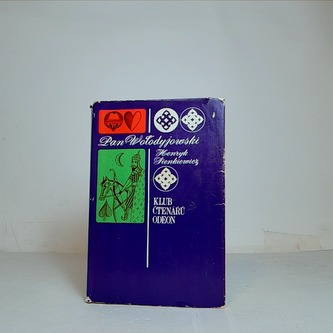 Pan Wołodyjowski
Henryk
Sienkiewicz
KLUB
ČTENÁŘŮ
ODEON